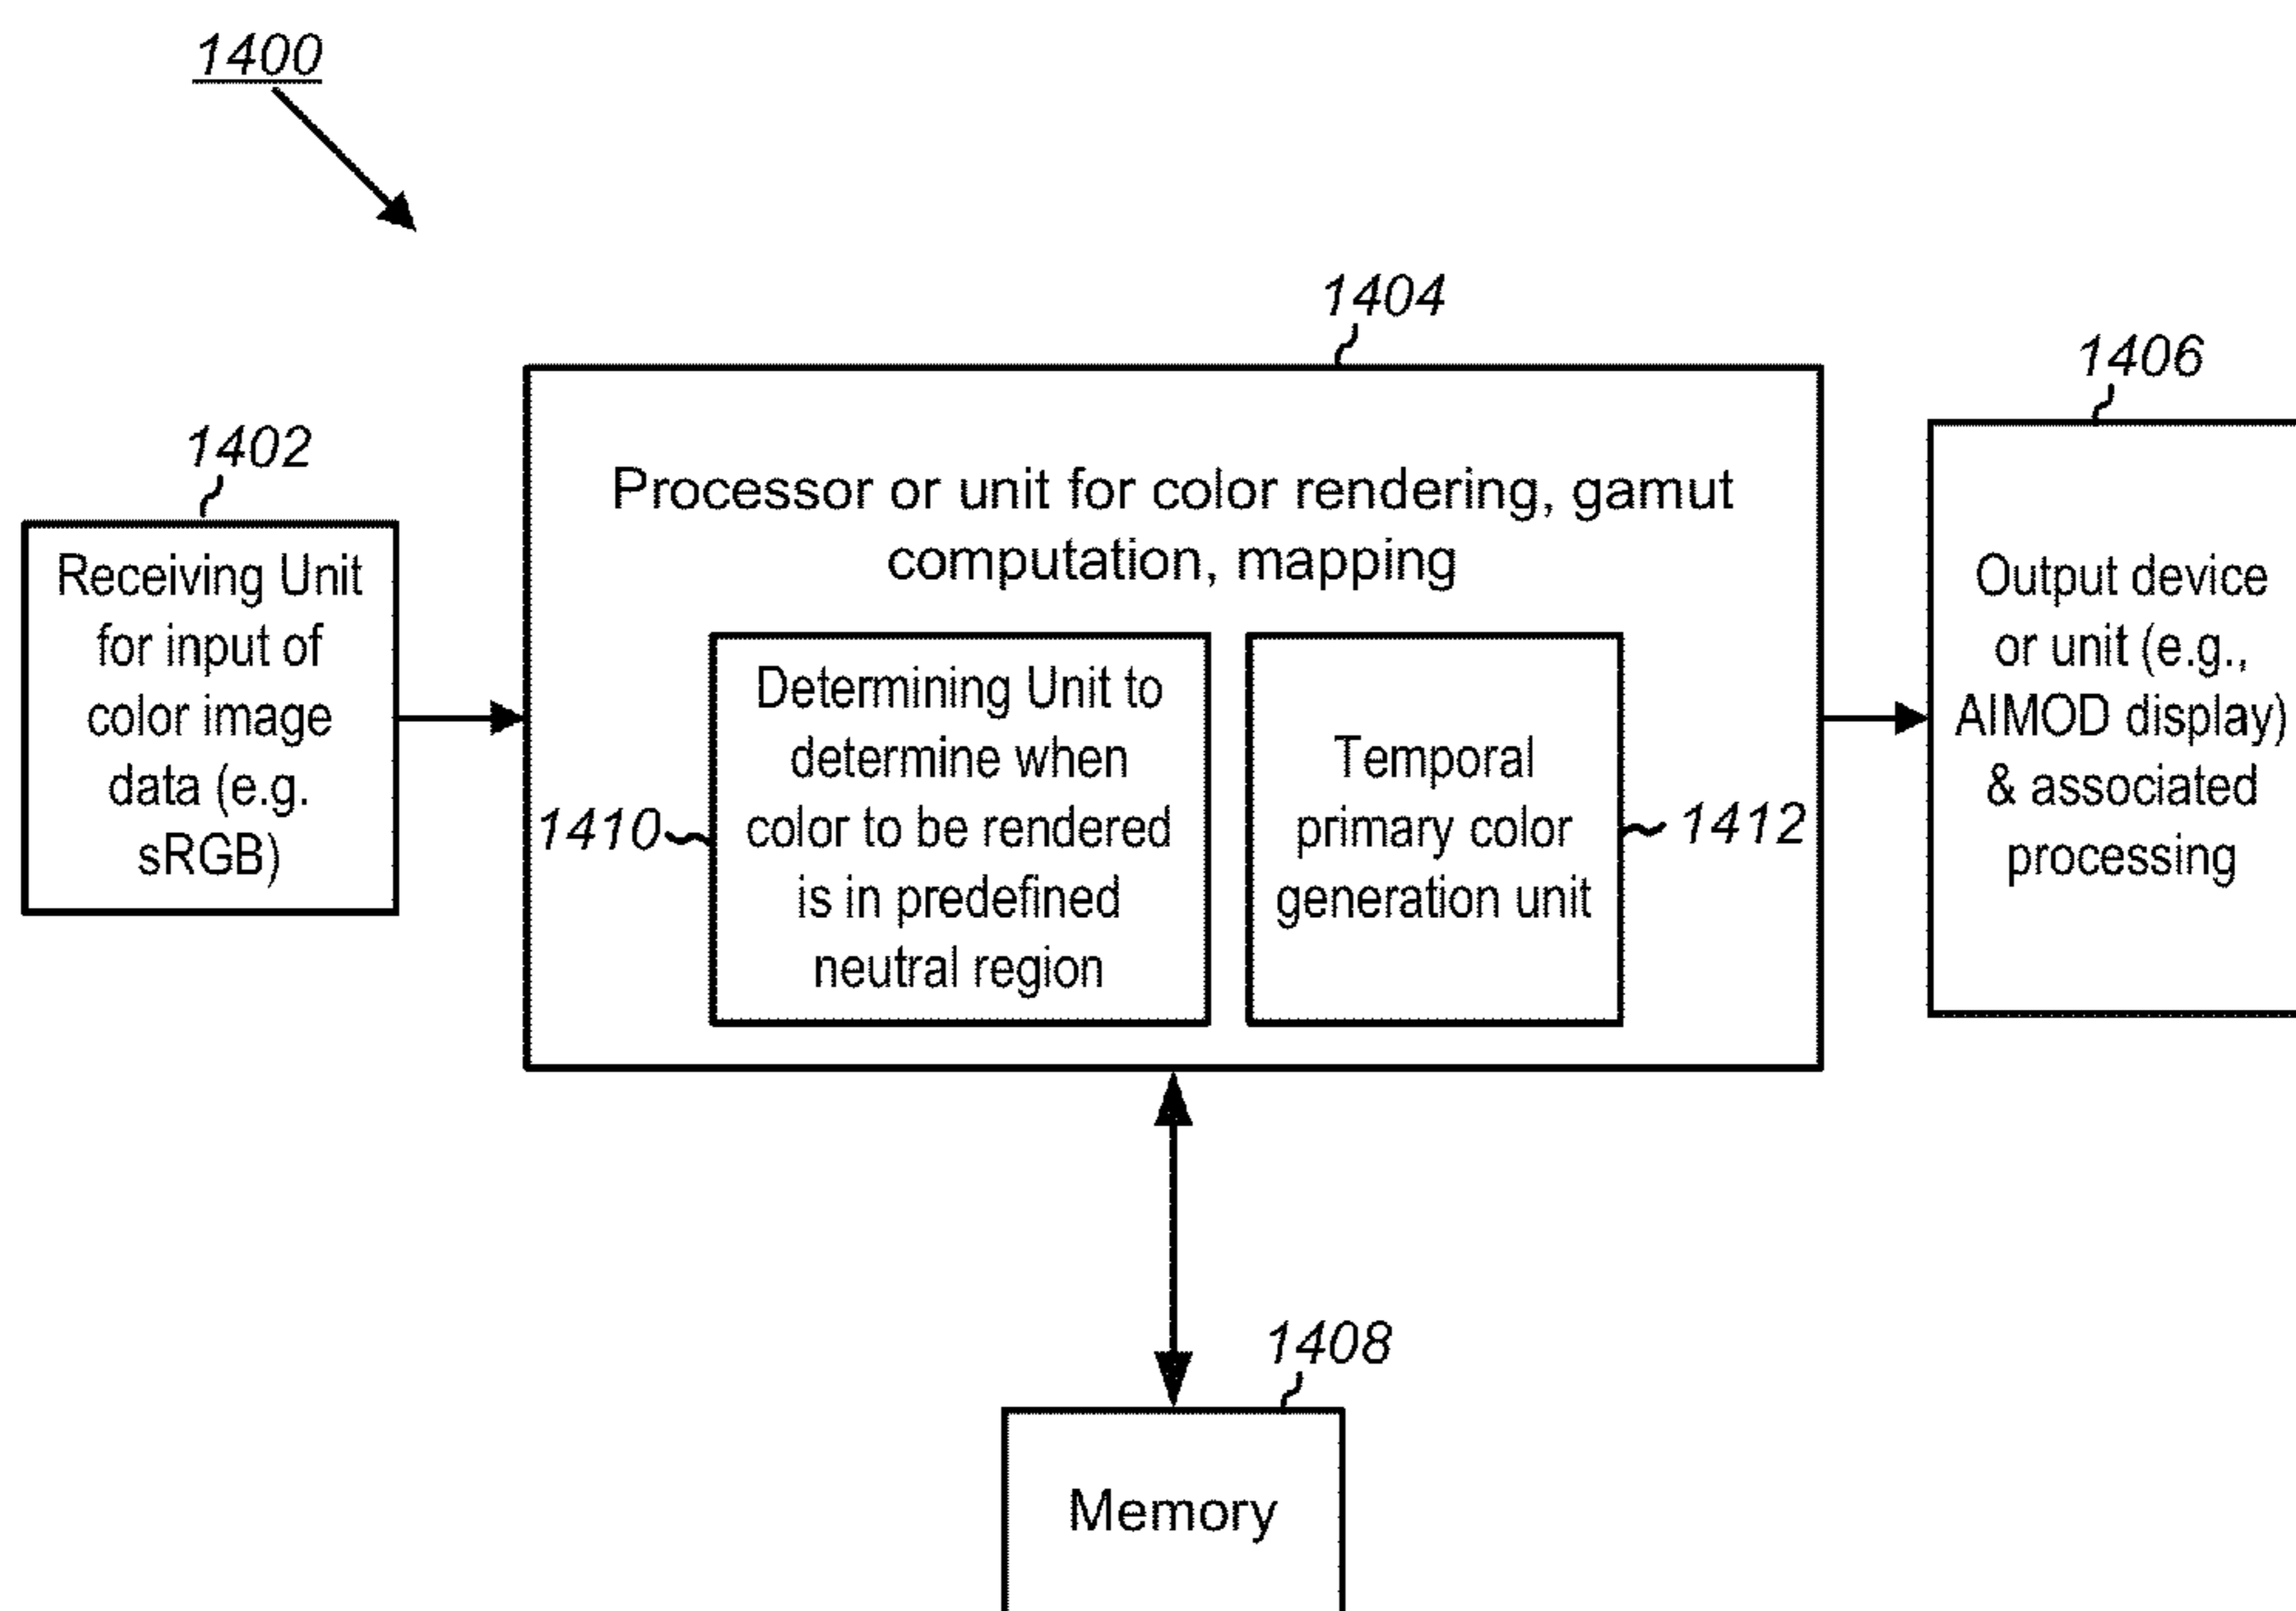 1400
1404
1406
1402
Processor or unit for color rendering, gamut
computation, mapping
Receiving Unit
for input of
color image
data (e.g.
sRGB)
Determining Unit to
determine when
color to be rendered
is in predefined
neutral region
1410
Temporal
primary color
generation unit
1412
Output device
or unit (e.g.,
AIMOD display)
& associated
processing
1408
Memory